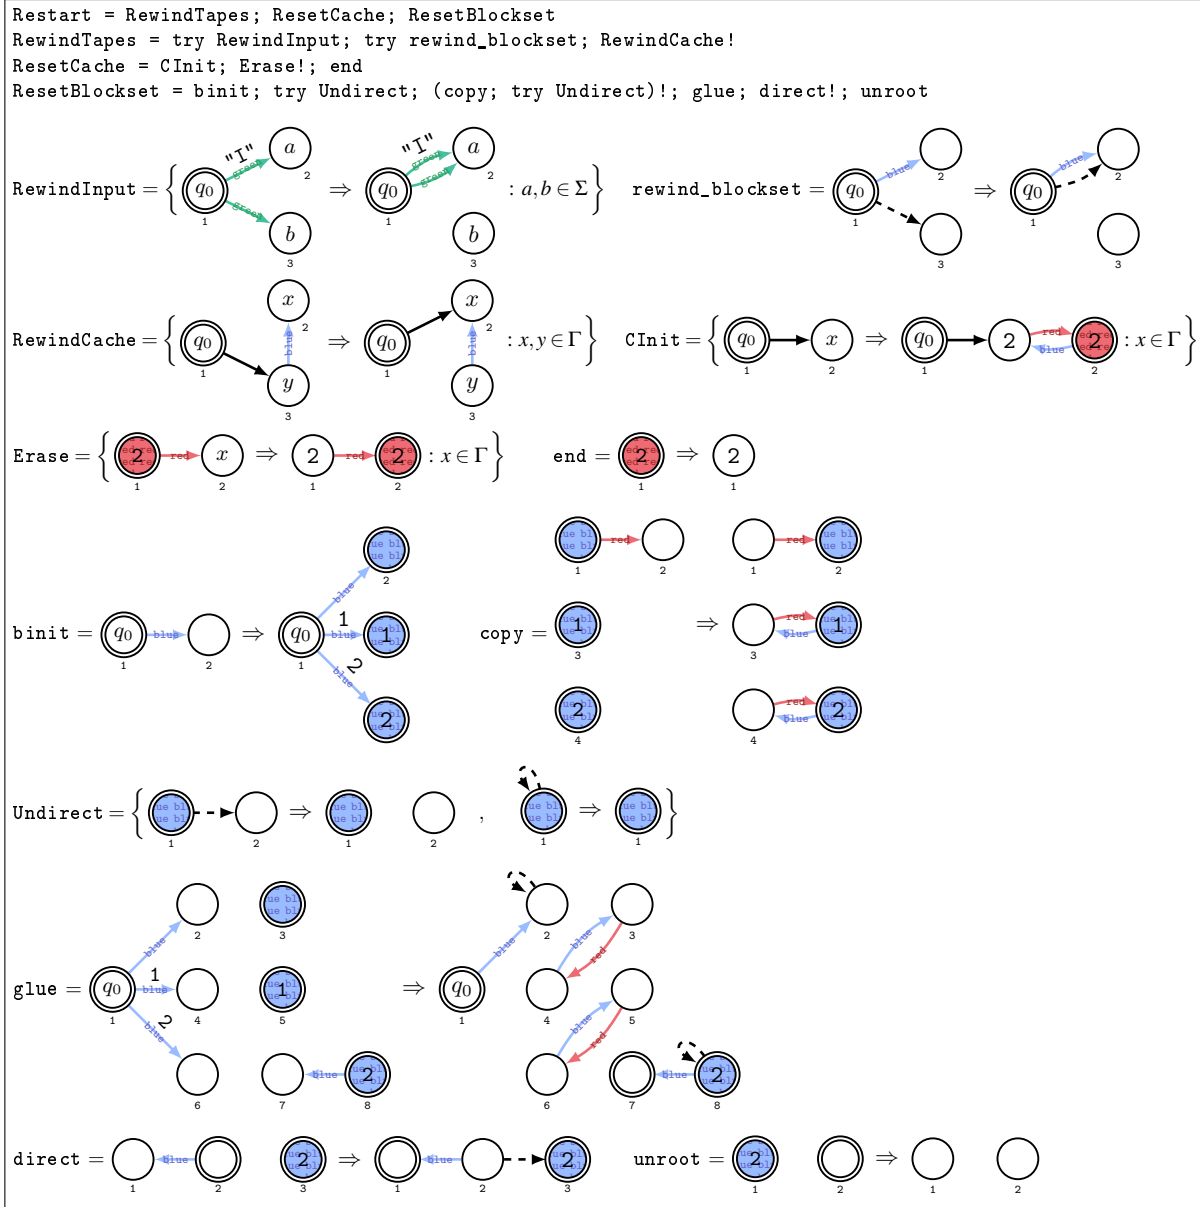 Restart = RewindTapes; ResetCache; ResetBlockset
RewindTapes = try RewindInput; try rewind_blockset; RewindCache!
ResetCache = CInit; Erase!; end
ResetBlockset = binit; try Undirect; (copy; try Undirect)!; glue; direct!; unroot
RewindInput = { q0 1 "I" green a 2 green b 3 ⇒ q0 1 "I" green green a 2 b 3 : a,b ∈ Σ } rewind_blockset = q0 1 blue 2 3 ⇒ q0 1 blue 2 3
RewindCache = { q0 1 x 2 blue y 3 ⇒ q0 1 x 2 blue y 3 : x,y ∈ Γ } CInit = { q0 1 x 2 ⇒ q0 1 2 red blue 2 2 : x ∈ Γ }
Erase = { 2 1 red x 2 ⇒ 2 1 red 2 2 : x ∈ Γ } end = 2 1 ⇒ 2 1
binit = q0 1 blue 2 ⇒ q0 1 blue 2 1 blue 1 2 blue 2
copy = 1 red 2 1 3 2 4 ⇒ 1 red 2 3 red blue 1 4 red blue 2
Undirect = { 1 2 ⇒ 1 2 , 1 ⇒ 1 }
glue = q0 1 blue 2 3 1 blue 4 1 5 2 blue 6 7 blue 2 8 ⇒ q0 1 blue 2 3 blue red 4 5 blue red 6 7 blue 2 8
direct = 1 blue 2 2 3 ⇒ 1 blue 2 2 3 unroot = 2 1 2 ⇒ 1 2